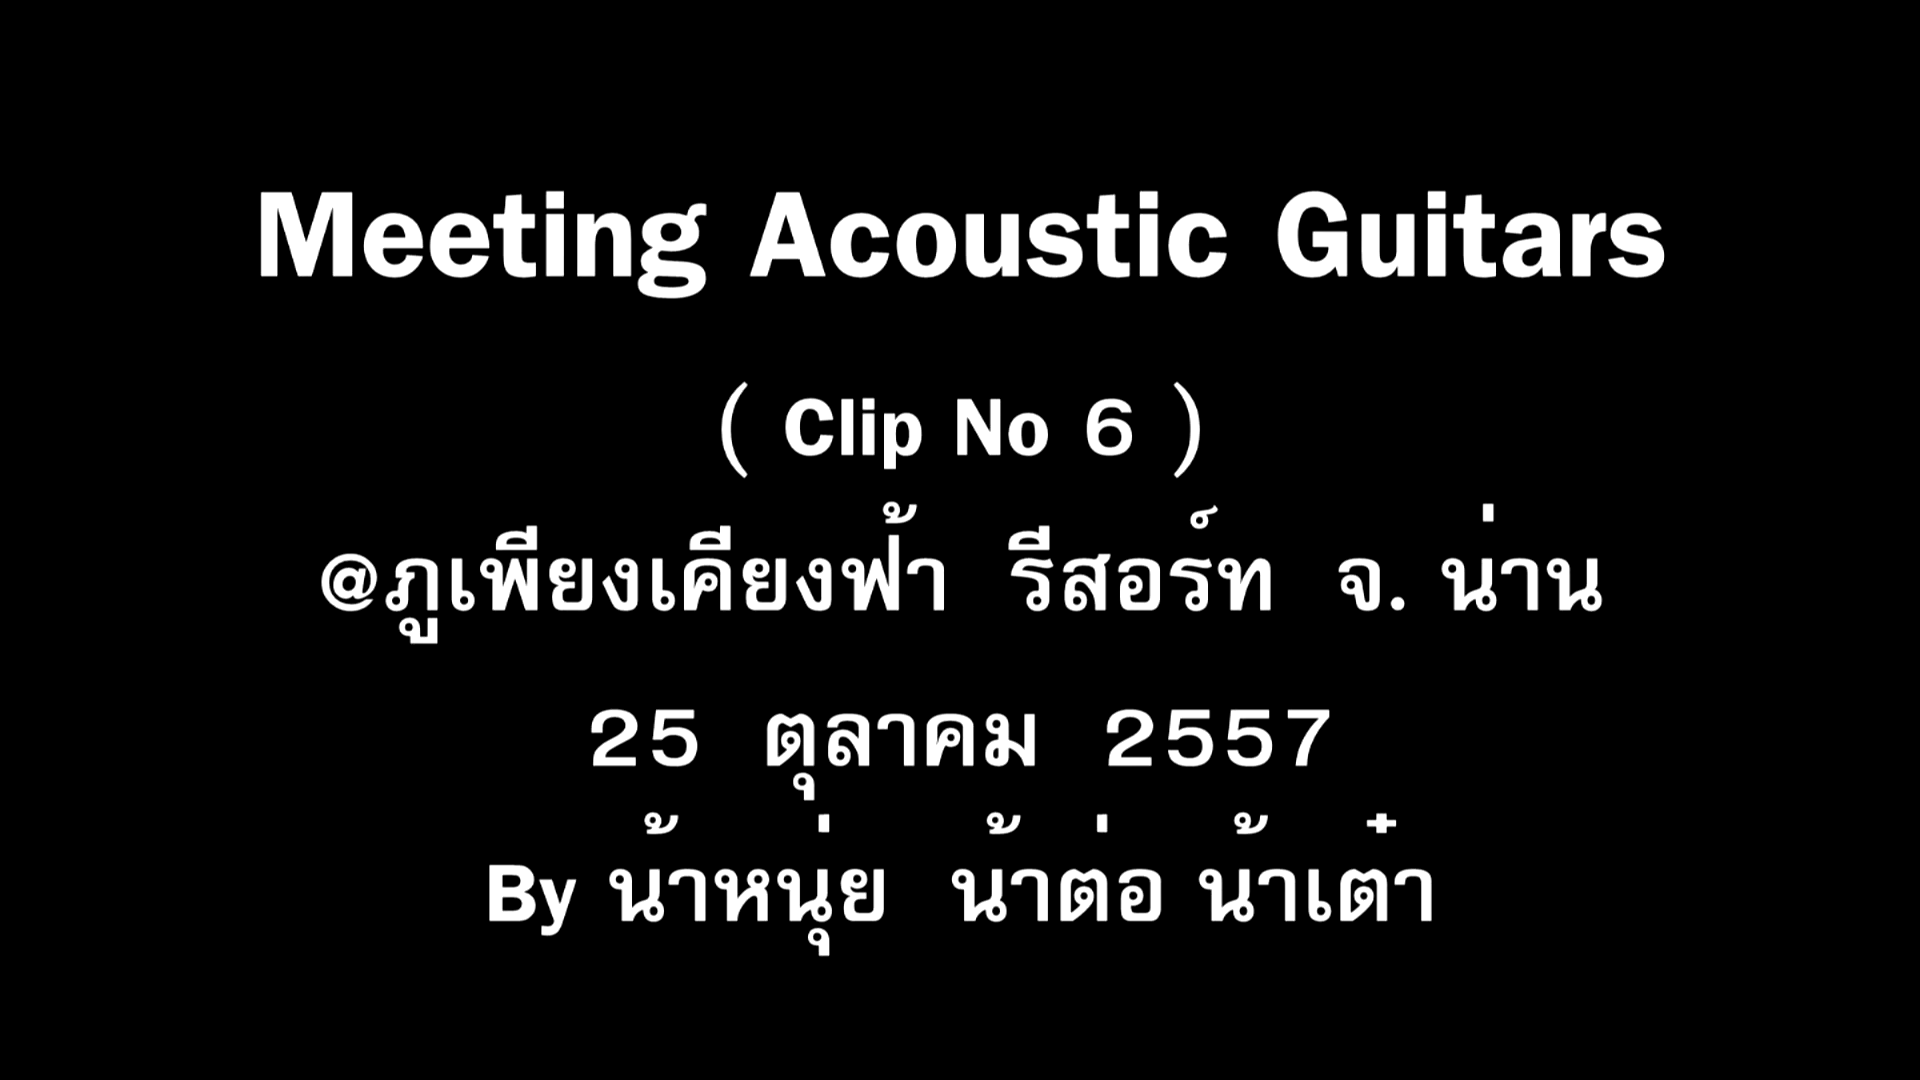 Meeting Acoustic Guitars
( Clip No 6 )
@ภูเพียงเคียงฟ้า รีสอร์ท จ. น่าน
25 ตุลาคม 2557
By น้าหนุ่ย น้าต่อ น้าเต๋า